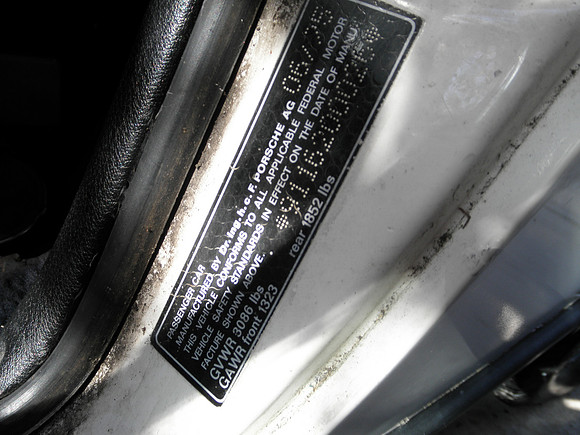 PASSENGER CAR
MANUFACTURED BY Dr. Ing. h. c. F. PORSCHE AG 05/75
THIS VEHICLE CONFORMS TO ALL APPLICABLE FEDERAL MOTOR
VEHICLE SAFETY STANDARDS IN EFFECT ON THE DATE OF MANU-
FACTURE SHOWN ABOVE.
GVWR 3086 lbs
GAWR front 1323 rear 1852 lbs